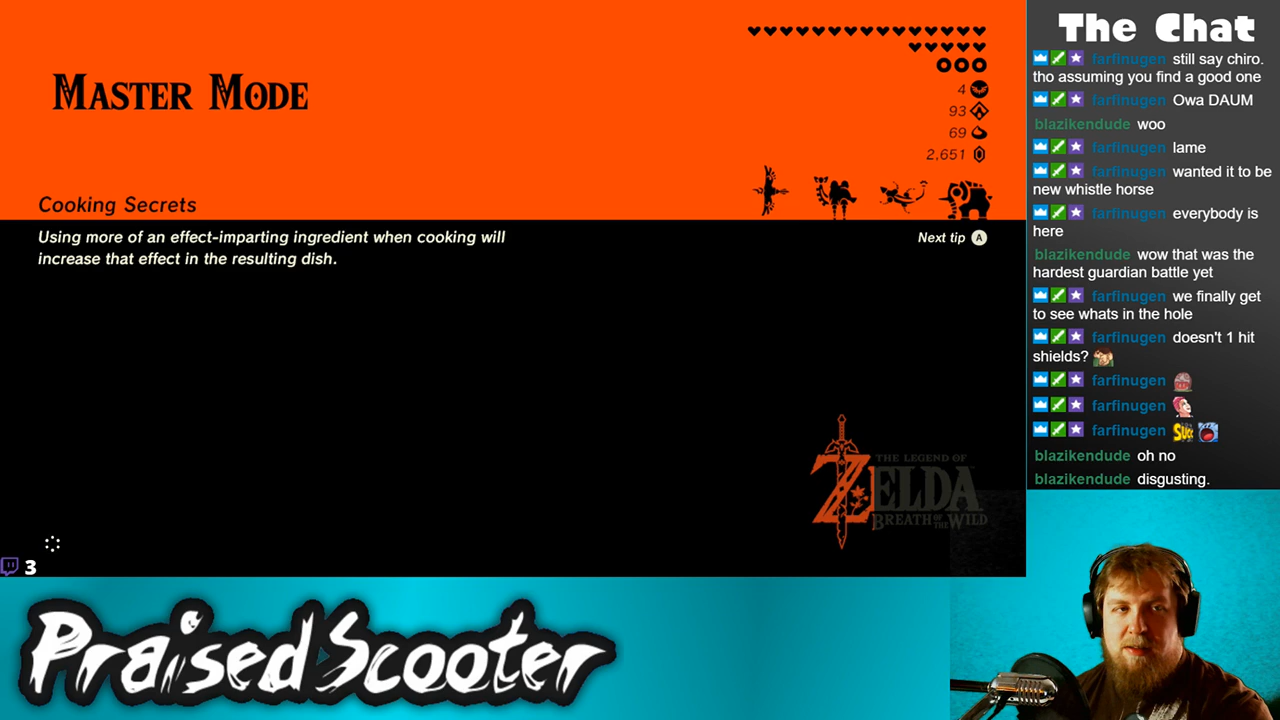 Master Mode
4
93
69
2,651
Cooking Secrets
Using more of an effect-imparting ingredient when cooking will
increase that effect in the resulting dish.
Next tip A
THE LEGEND OF
ZELDA
BREATH OF THE WILD
3
PraisedScooter
The Chat
farfinugen still say chiro.
tho assuming you find a good one
farfinugen Owa DAUM
blazikendude woo
farfinugen lame
farfinugen wanted it to be
new whistle horse
farfinugen everybody is
here
blazikendude wow that was the
hardest guardian battle yet
farfinugen we finally get
to see whats in the hole
farfinugen doesn't 1 hit
shields?
farfinugen
farfinugen
farfinugen
blazikendude oh no
blazikendude disgusting.